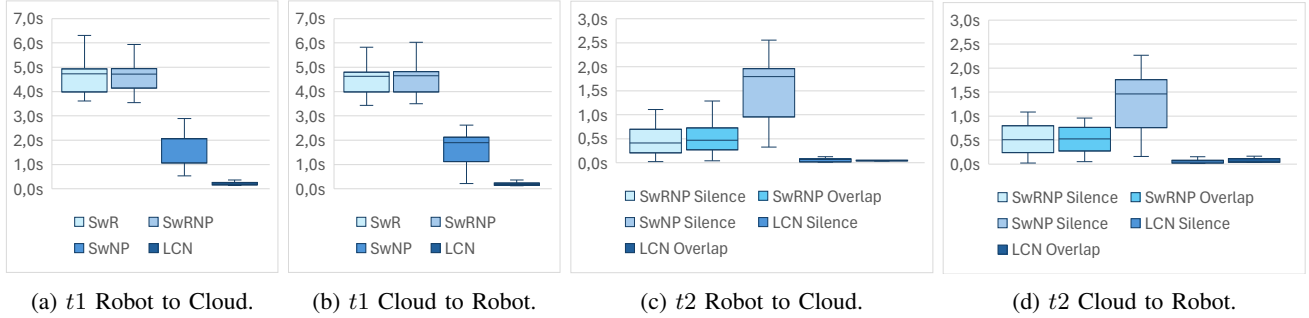 7,0s
6,0s
5,0s
4,0s
3,0s
2,0s
1,0s
0,0s
SwR SwRNP
SwNP LCN
(a) t1 Robot to Cloud.
7,0s
6,0s
5,0s
4,0s
3,0s
2,0s
1,0s
0,0s
SwR SwRNP
SwNP LCN
(b) t1 Cloud to Robot.
3,0s
2,5s
2,0s
1,5s
1,0s
0,5s
0,0s
SwRNP Silence SwRNP Overlap
SwNP Silence LCN Silence
LCN Overlap
(c) t2 Robot to Cloud.
3,0s
2,5s
2,0s
1,5s
1,0s
0,5s
0,0s
SwRNP Silence SwRNP Overlap
SwNP Silence LCN Silence
LCN Overlap
(d) t2 Cloud to Robot.